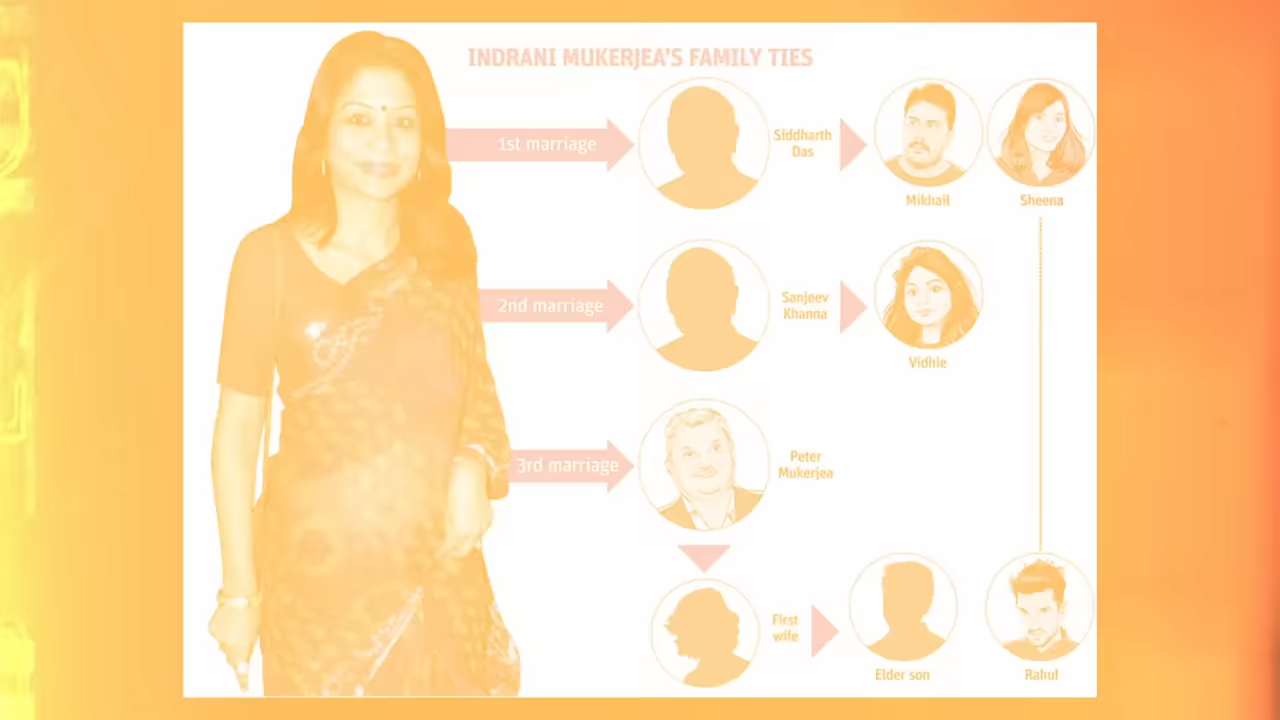 INDRANI MUKERJEA'S FAMILY TIES
1st marriage
Siddharth
Das
Mikhail
Sheena
2nd marriage
Sanjeev
Khanna
Vidhie
3rd marriage
Peter
Mukerjea
First
wife
Elder son
Rahul